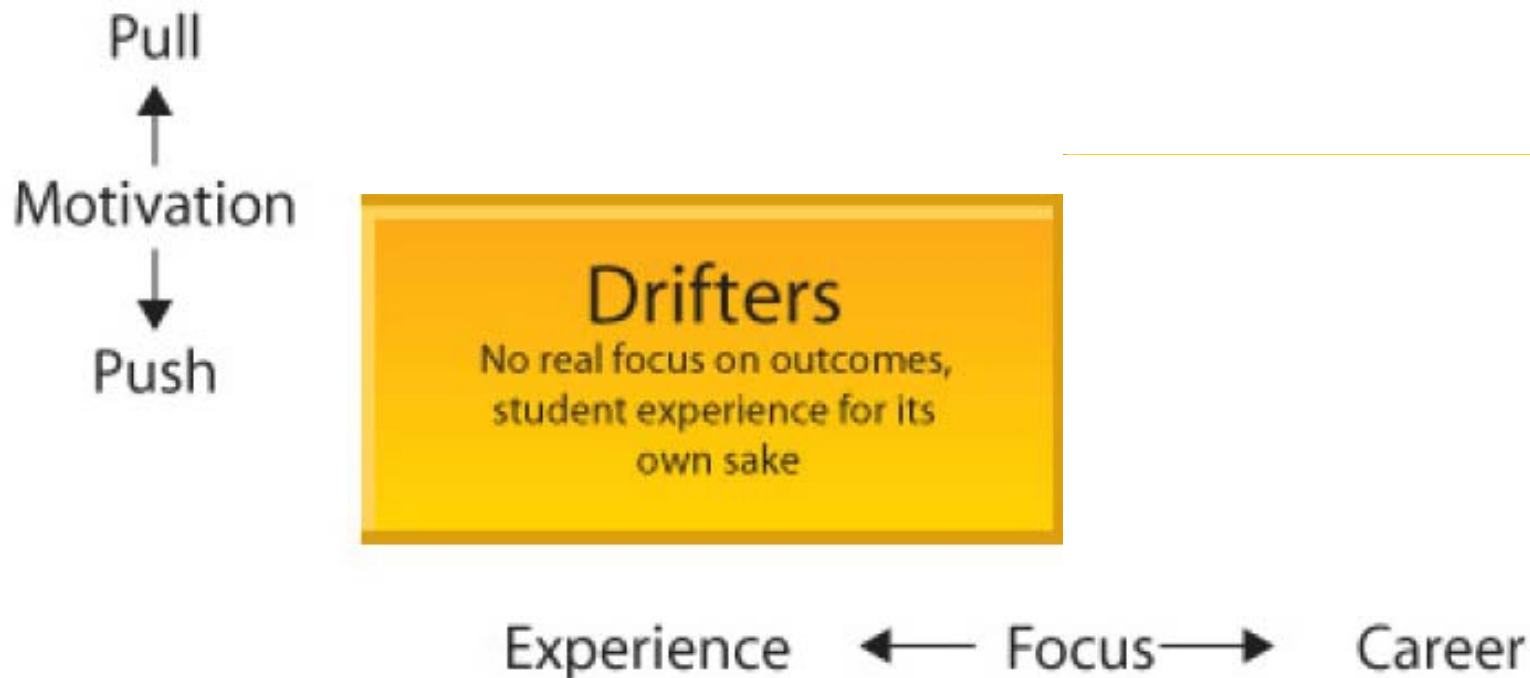 Pull
Motivation
Push
Drifters
No real focus on outcomes,
student experience for its
own sake
Experience Focus Career